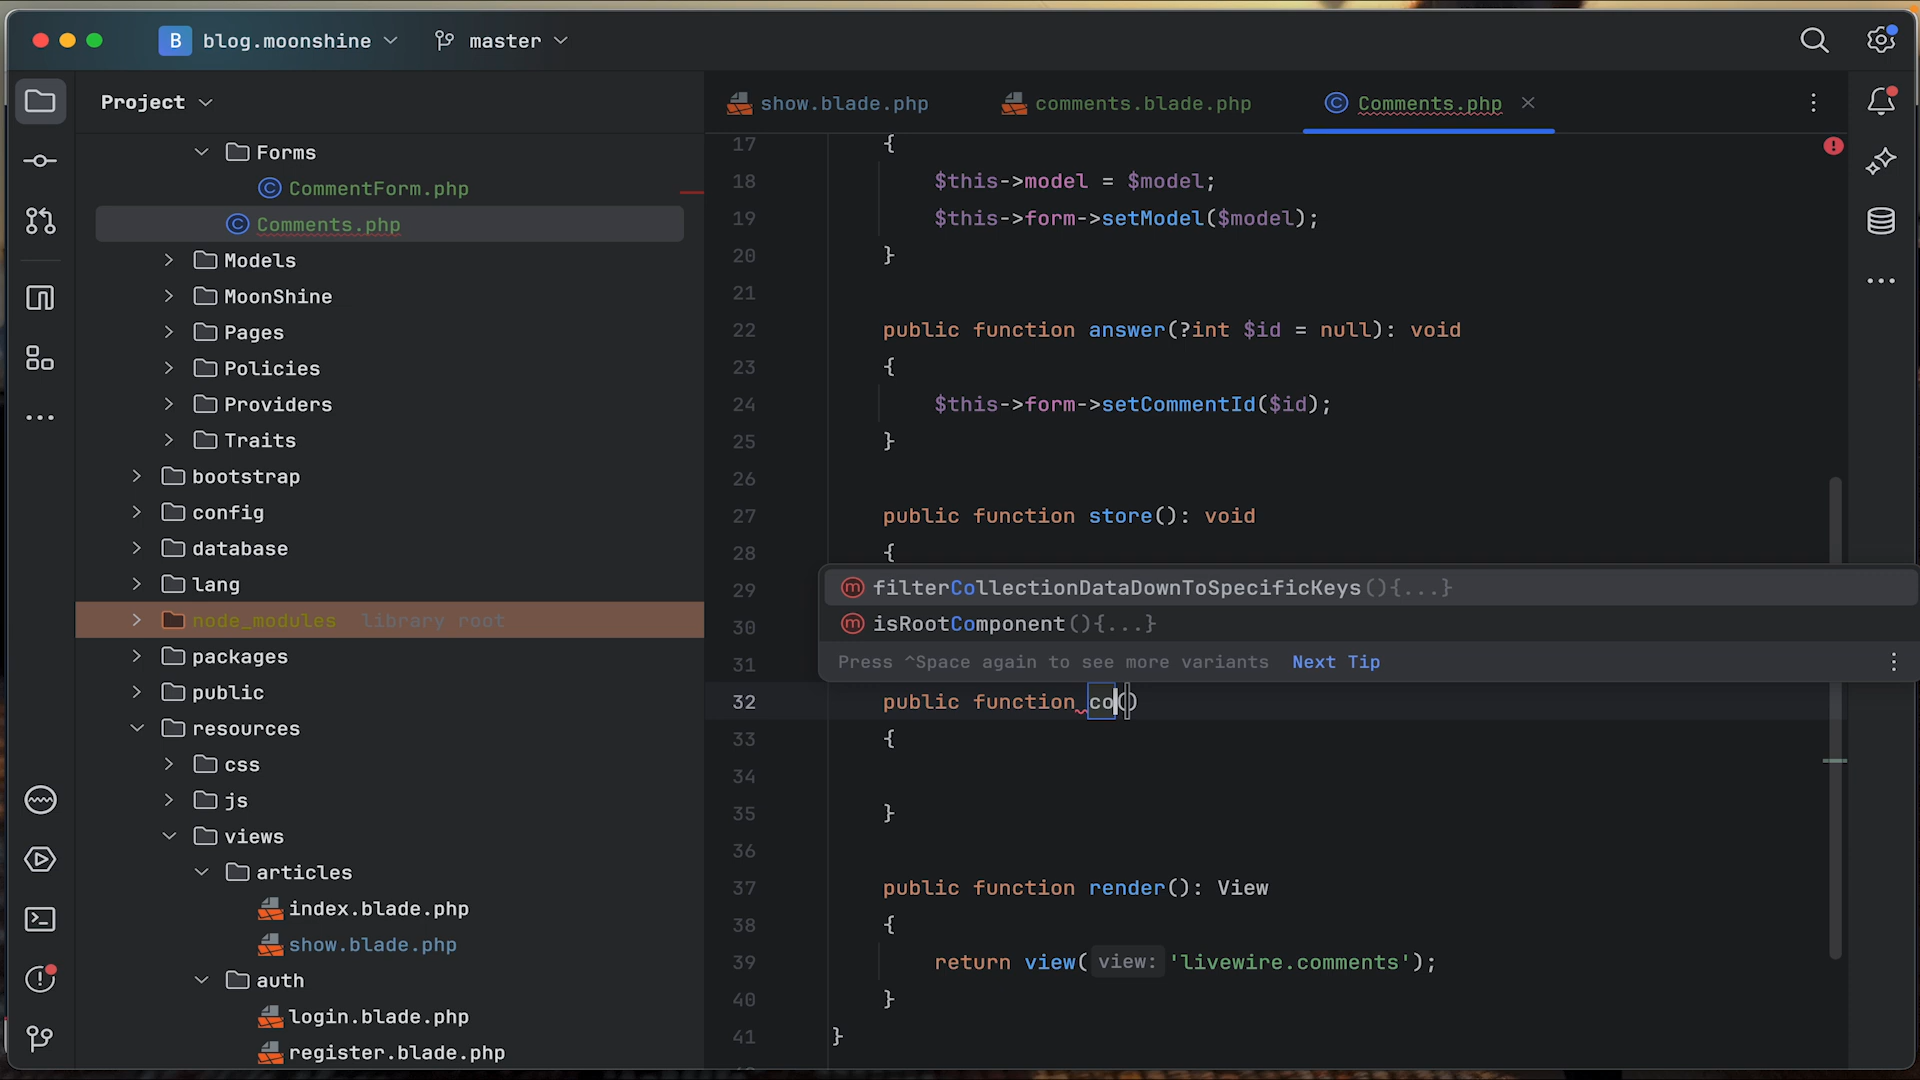 B blog.moonshine master
Project
Forms
CommentForm.php
Comments.php
Models
MoonShine
Pages
Policies
Providers
Traits
bootstrap
config
database
lang
node_modules library root
packages
public
resources
css
js
views
articles
index.blade.php
show.blade.php
auth
login.blade.php
register.blade.php
show.blade.php comments.blade.php Comments.php
17 {
18 $this->model = $model;
19 $this->form->setModel($model);
20 }
21
22 public function answer(?int $id = null): void
23 {
24 $this->form->setCommentId($id);
25 }
26
27 public function store(): void
28 {
29
30
31
filterCollectionDataDownToSpecificKeys(){...}
isRootComponent(){...}
Press ^Space again to see more variants Next Tip
32 public function co()
33 {
34
35 }
36
37 public function render(): View
38 {
39 return view( view: 'livewire.comments');
40 }
41 }